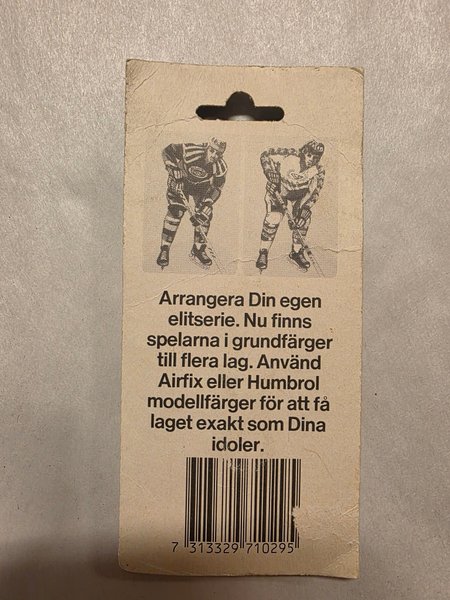 Arrangera Din egen
elitserie. Nu finns
spelarna i grundfärger
till flera lag. Använd
Airfix eller Humbrol
modellfärger för att få
laget exakt som Dina
idoler.
7 313329 710295